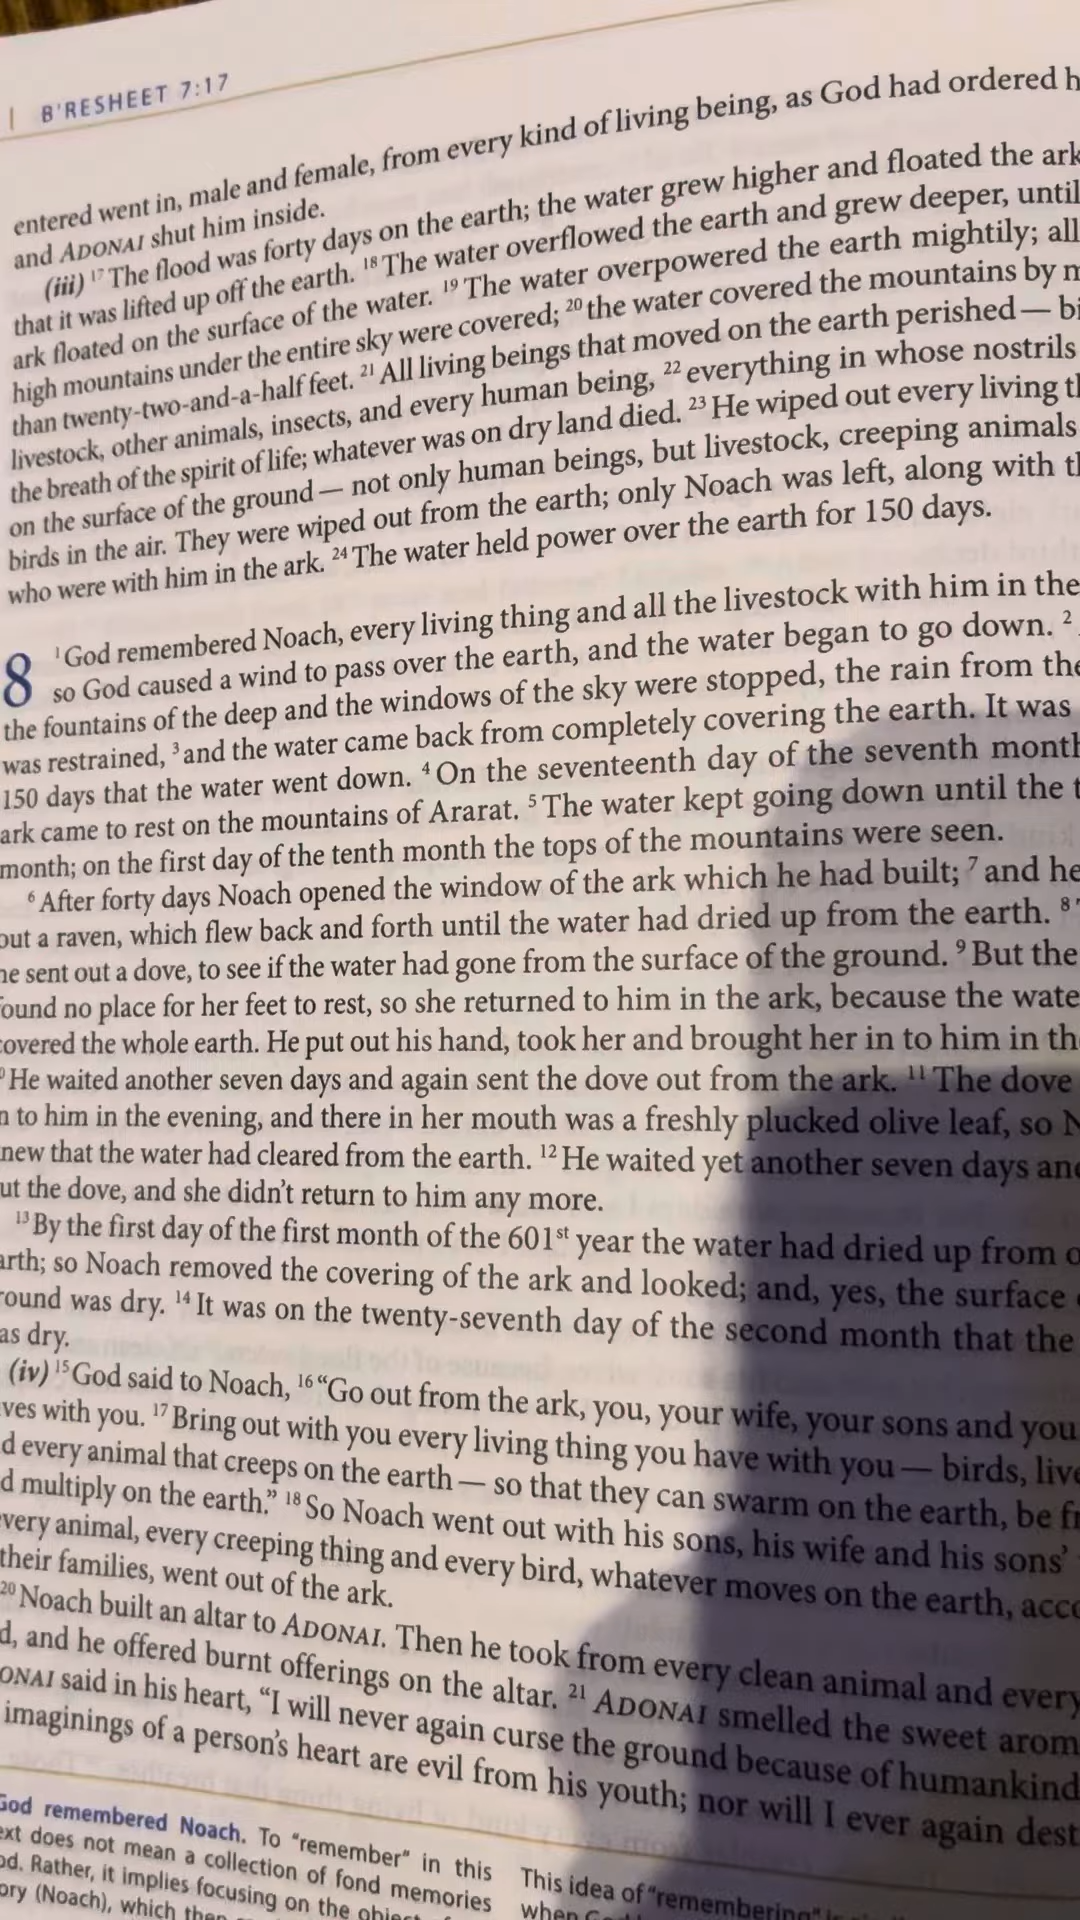 B'RESHEET 7:17
entered went in, male and female, from every kind of living being, as God had ordered
and ADONAI shut him inside.
(iii) 17 The flood was forty days on the earth; the water grew higher and floated the ark
that it was lifted up off the earth. 18 The water overflowed the earth and grew deeper, until
ark floated on the surface of the water. 19 The water overpowered the earth mightily; all
high mountains under the entire sky were covered; 20 the water covered the mountains by
than twenty-two-and-a-half feet. 21 All living beings that moved on the earth perished —
livestock, other animals, insects, and every human being, 22 everything in whose nostrils
the breath of the spirit of life; whatever was on dry land died. 23 He wiped out every living
on the surface of the ground — not only human beings, but livestock, creeping animals
birds in the air. They were wiped out from the earth; only Noach was left, along with
who were with him in the ark. 24 The water held power over the earth for 150 days.
8 1 God remembered Noach, every living thing and all the livestock with him in the
so God caused a wind to pass over the earth, and the water began to go down. 2
the fountains of the deep and the windows of the sky were stopped, the rain from the
was restrained, 3 and the water came back from completely covering the earth. It was
150 days that the water went down. 4 On the seventeenth day of the seventh month
ark came to rest on the mountains of Ararat. 5 The water kept going down until the
month; on the first day of the tenth month the tops of the mountains were seen.
6 After forty days Noach opened the window of the ark which he had built; 7 and he
out a raven, which flew back and forth until the water had dried up from the earth. 8
he sent out a dove, to see if the water had gone from the surface of the ground. 9 But the
found no place for her feet to rest, so she returned to him in the ark, because the wate
covered the whole earth. He put out his hand, took her and brought her in to him in
He waited another seven days and again sent the dove out from the ark. 11 The dove
to him in the evening, and there in her mouth was a freshly plucked olive leaf, so
new that the water had cleared from the earth. 12 He waited yet another seven days and
ut the dove, and she didn't return to him any more.
13 By the first day of the first month of the 601st year the water had dried up from
arth; so Noach removed the covering of the ark and looked; and, yes, the surface
round was dry. 14 It was on the twenty-seventh day of the second month that the
as dry.
(iv) 15 God said to Noach, 16 "Go out from the ark, you, your wife, your sons and you
ves with you. 17 Bring out with you every living thing you have with you — birds, live
d every animal that creeps on the earth — so that they can swarm on the earth, be
d multiply on the earth." 18 So Noach went out with his sons, his wife and his sons'
every animal, every creeping thing and every bird, whatever moves on the earth, acco
their families, went out of the ark.
20 Noach built an altar to ADONAI. Then he took from every clean animal and every
d, and he offered burnt offerings on the altar. 21 ADONAI smelled the sweet arom
ONAI said in his heart, "I will never again curse the ground because of humankind
imaginings of a person's heart are evil from his youth; nor will I ever again dest
God remembered Noach. To "remember" in this
ext does not mean a collection of fond memories
od. Rather, it implies focusing on the
ory (Noach), which
This idea of "remembering"
when